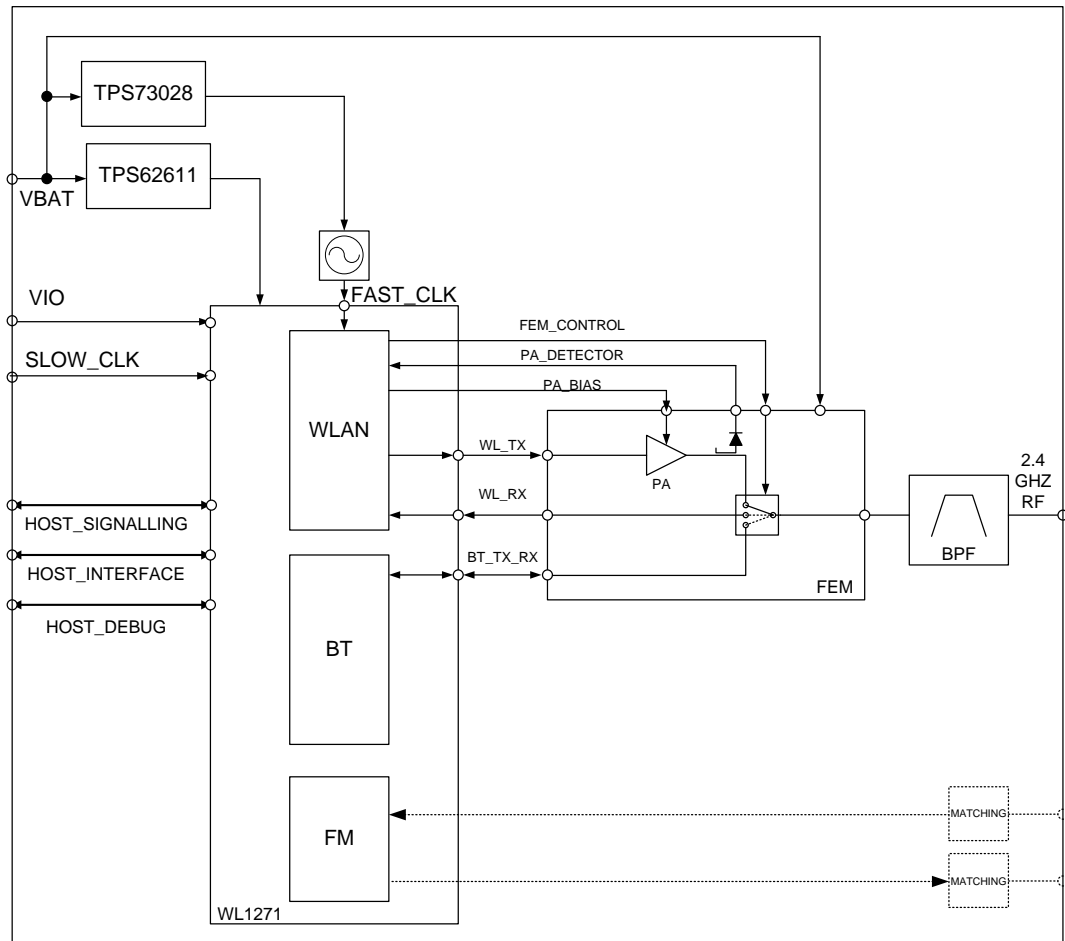 TPS73028
TPS62611
VBAT
VIO
FAST_CLK
SLOW_CLK
FEM_CONTROL
PA_DETECTOR
PA_BIAS
WLAN
WL_TX
PA
WL_RX
2.4
GHZ
RF
BPF
HOST_SIGNALLING
HOST_INTERFACE
BT_TX_RX
FEM
HOST_DEBUG
BT
FM
MATCHING
MATCHING
WL1271